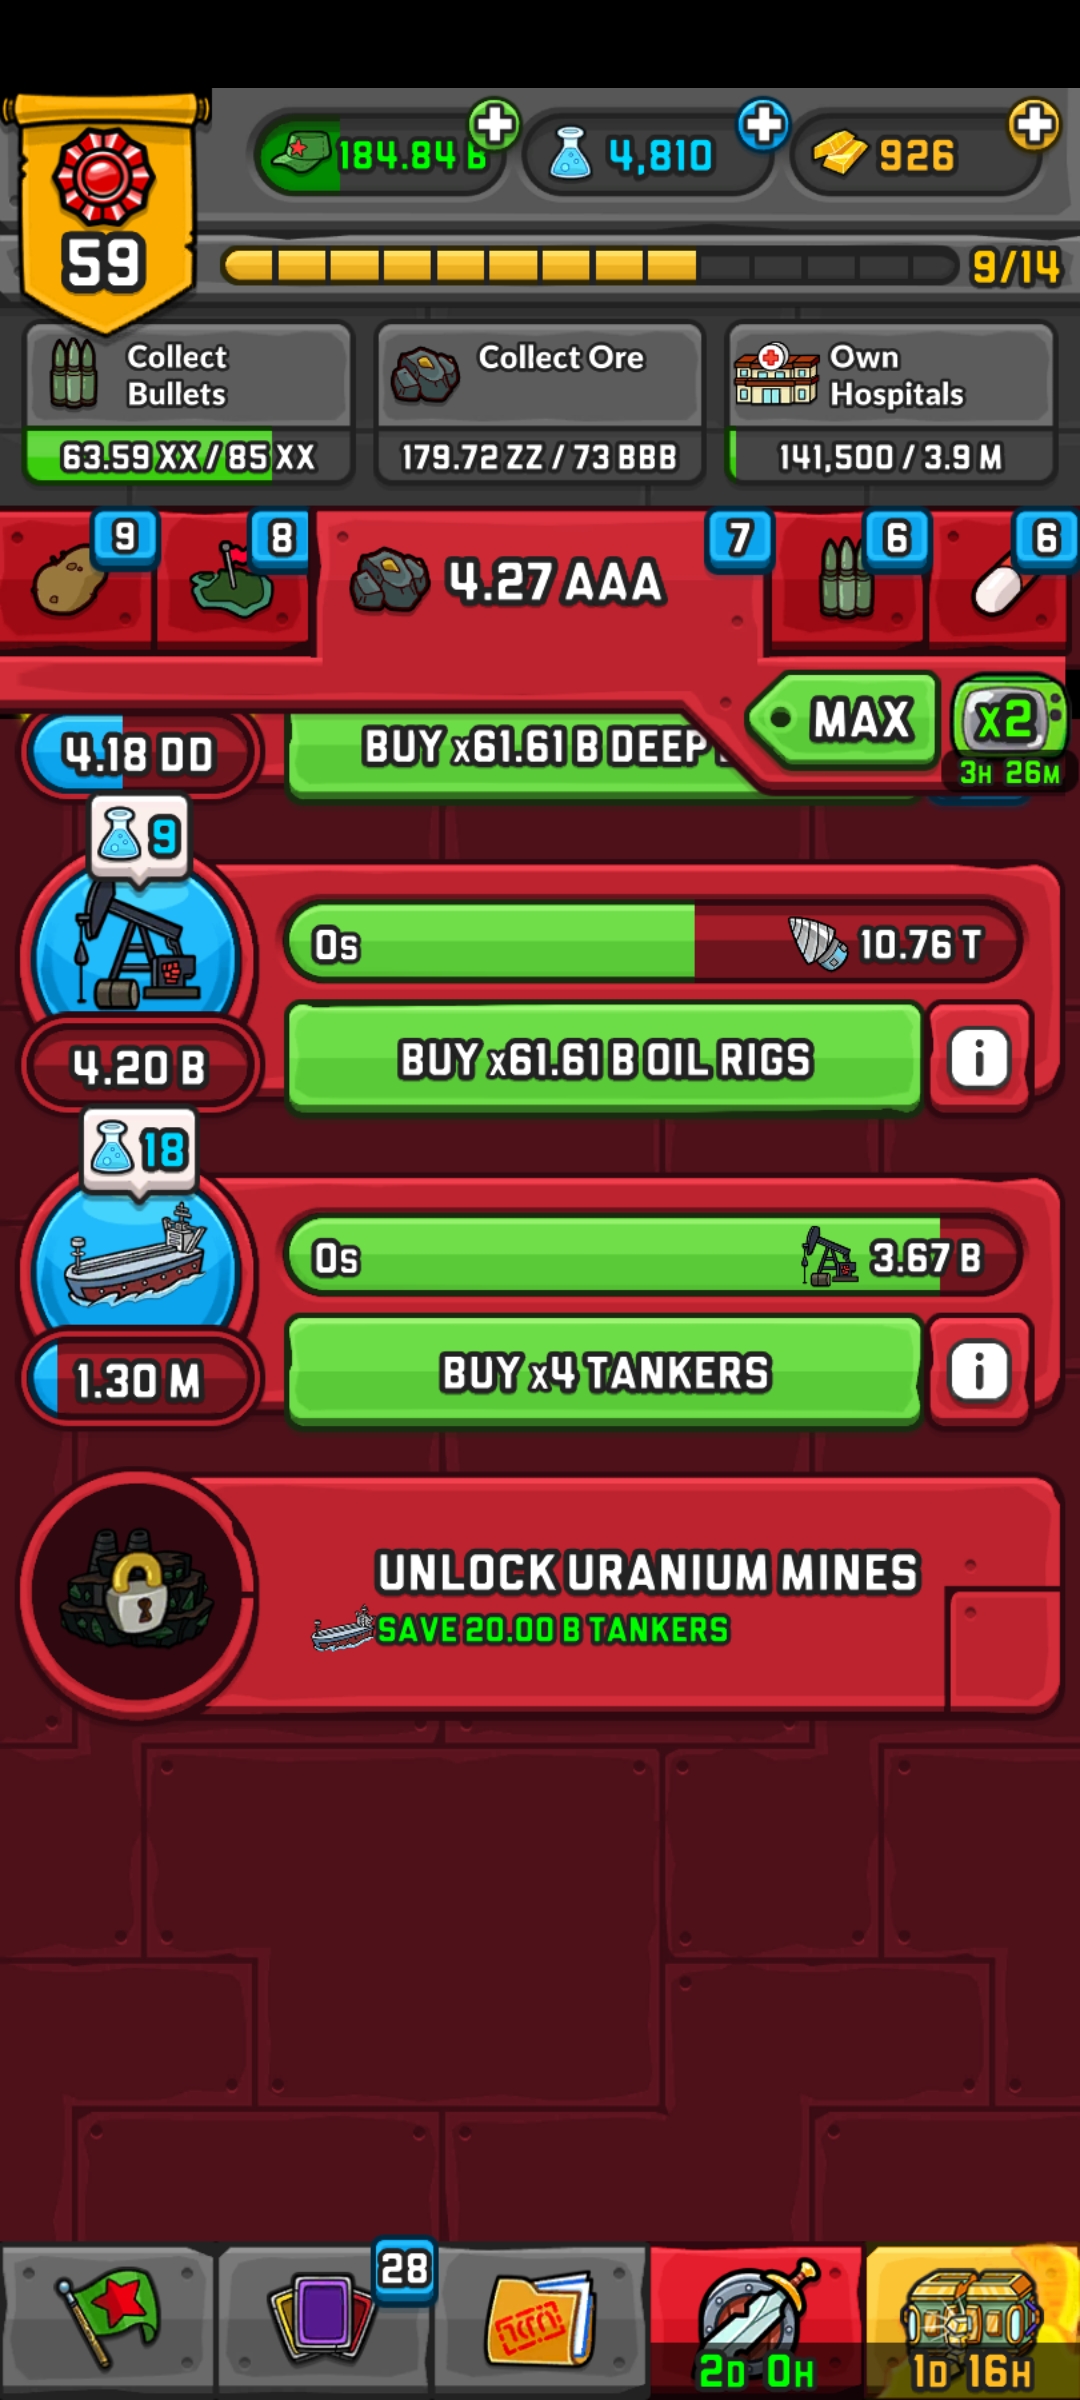 59
184.84 B
4,810
926
9/14
Collect
Bullets
63.59 XX / 85 XX
Collect Ore
179.72 ZZ / 73 BBB
Own
Hospitals
141,500 / 3.9 M
9
8
4.27 AAA
7
6
6
MAX
x2
3H 26M
4.18 DD
BUY x61.61 B DEEP
9
0s
10.76 T
4.20 B
BUY x61.61 B OIL RIGS
i
18
0s
3.67 B
1.30 M
BUY x4 TANKERS
i
UNLOCK URANIUM MINES
SAVE 20.00 B TANKERS
28
2D 0H
1D 16H